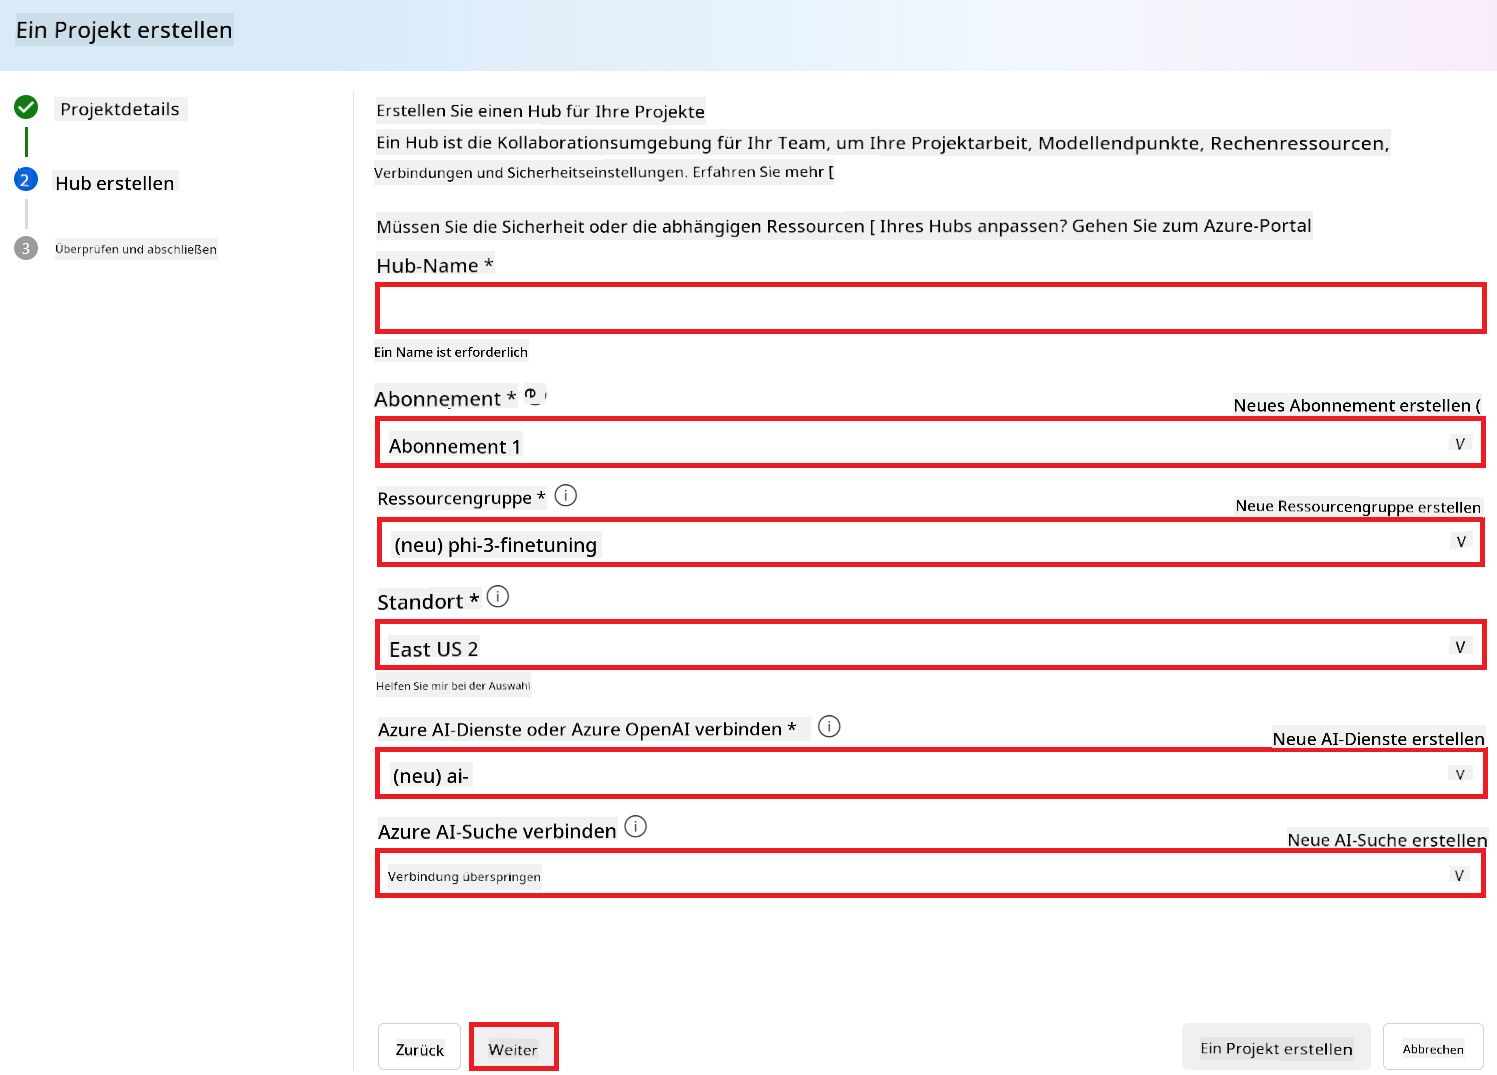 Ein Projekt erstellen
Projektdetails
2 Hub erstellen
3 Überprüfen und abschließen
Erstellen Sie einen Hub für Ihre Projekte
Ein Hub ist die Kollaborationsumgebung für Ihr Team, um Ihre Projektarbeit, Modellendpunkte, Rechenressourcen,
Verbindungen und Sicherheitseinstellungen. Erfahren Sie mehr [
Müssen Sie die Sicherheit oder die abhängigen Ressourcen [ Ihres Hubs anpassen? Gehen Sie zum Azure-Portal
Hub-Name *
Ein Name ist erforderlich
Abonnement *
Neues Abonnement erstellen (
Abonnement 1 V
Ressourcengruppe * i
Neue Ressourcengruppe erstellen
(neu) phi-3-finetuning V
Standort * i
East US 2 V
Helfen Sie mir bei der Auswahl
Azure AI-Dienste oder Azure OpenAI verbinden * i
Neue AI-Dienste erstellen
(neu) ai- V
Azure AI-Suche verbinden i
Neue AI-Suche erstellen
Verbindung überspringen V
Zurück Weiter Ein Projekt erstellen Abbrechen